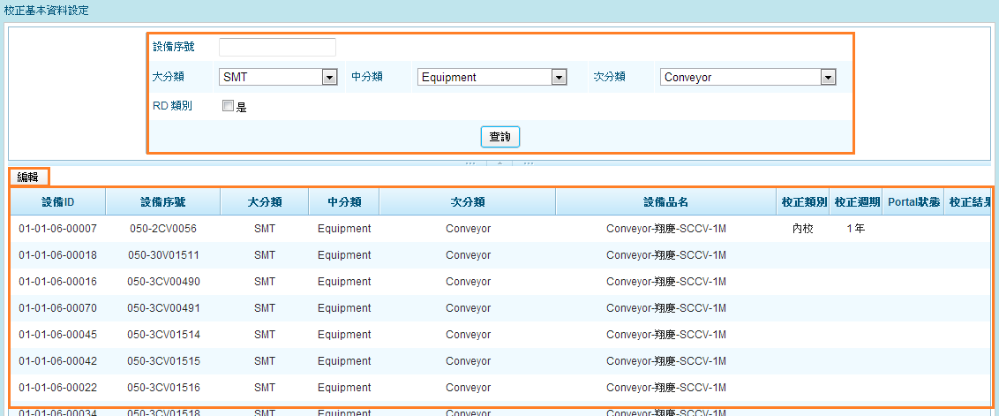 校正基本資料設定
設備序號
大分類 SMT 中分類 Equipment 次分類 Conveyor
RD 類別 是
查詢
編輯
設備ID 設備序號 大分類 中分類 次分類 設備品名 校正類別 校正週期 Portal狀態 校正結果
01-01-06-00007 050-2CV0056 SMT Equipment Conveyor Conveyor-翔慶-SCCV-1M 內校 1 年
01-01-06-00018 050-30V01511 SMT Equipment Conveyor Conveyor-翔慶-SCCV-1M
01-01-06-00016 050-3CV00490 SMT Equipment Conveyor Conveyor-翔慶-SCCV-1M
01-01-06-00070 050-3CV00491 SMT Equipment Conveyor Conveyor-翔慶-SCCV-1M
01-01-06-00045 050-3CV01514 SMT Equipment Conveyor Conveyor-翔慶-SCCV-1M
01-01-06-00042 050-3CV01515 SMT Equipment Conveyor Conveyor-翔慶-SCCV-1M
01-01-06-00022 050-3CV01516 SMT Equipment Conveyor Conveyor-翔慶-SCCV-1M
01-01-06-00034 050-3CV01518 SMT Equipment Conveyor Conveyor-翔慶-SCCV-1M